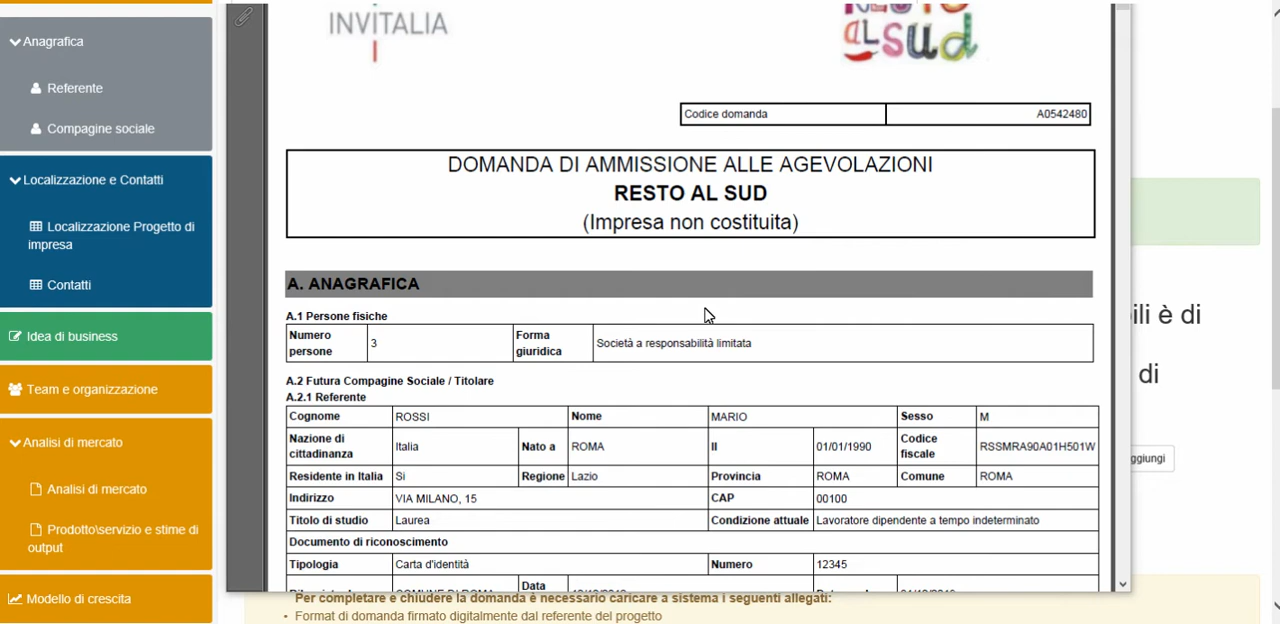 Anagrafica
Referente
Compagine sociale
Localizzazione e Contatti
Localizzazione Progetto di
impresa
Contatti
Idea di business
Team e organizzazione
Analisi di mercato
Analisi di mercato
Prodotto\servizio e stime di
output
Modello di crescita
INVITALIA
RESTO
al sud
Codice domanda A0542480
DOMANDA DI AMMISSIONE ALLE AGEVOLAZIONI
RESTO AL SUD
(Impresa non costituita)
A. ANAGRAFICA
A.1 Persone fisiche
Numero persone 3 Forma giuridica Società a responsabilità limitata
A.2 Futura Compagine Sociale / Titolare
A.2.1 Referente
Cognome ROSSI Nome MARIO Sesso M
Nazione di cittadinanza Italia Nato a ROMA Il 01/01/1990 Codice fiscale RSSMRA90A01H501W
Residente in Italia Si Regione Lazio Provincia ROMA Comune ROMA
Indirizzo VIA MILANO, 15 CAP 00100
Titolo di studio Laurea Condizione attuale Lavoratore dipendente a tempo indeterminato
Documento di riconoscimento
Tipologia Carta d'identità Numero 12345
Data
Per completare e chiudere la domanda è necessario caricare a sistema i seguenti allegati:
• Format di domanda firmato digitalmente dal referente del progetto
ili è di
di
ggiungi